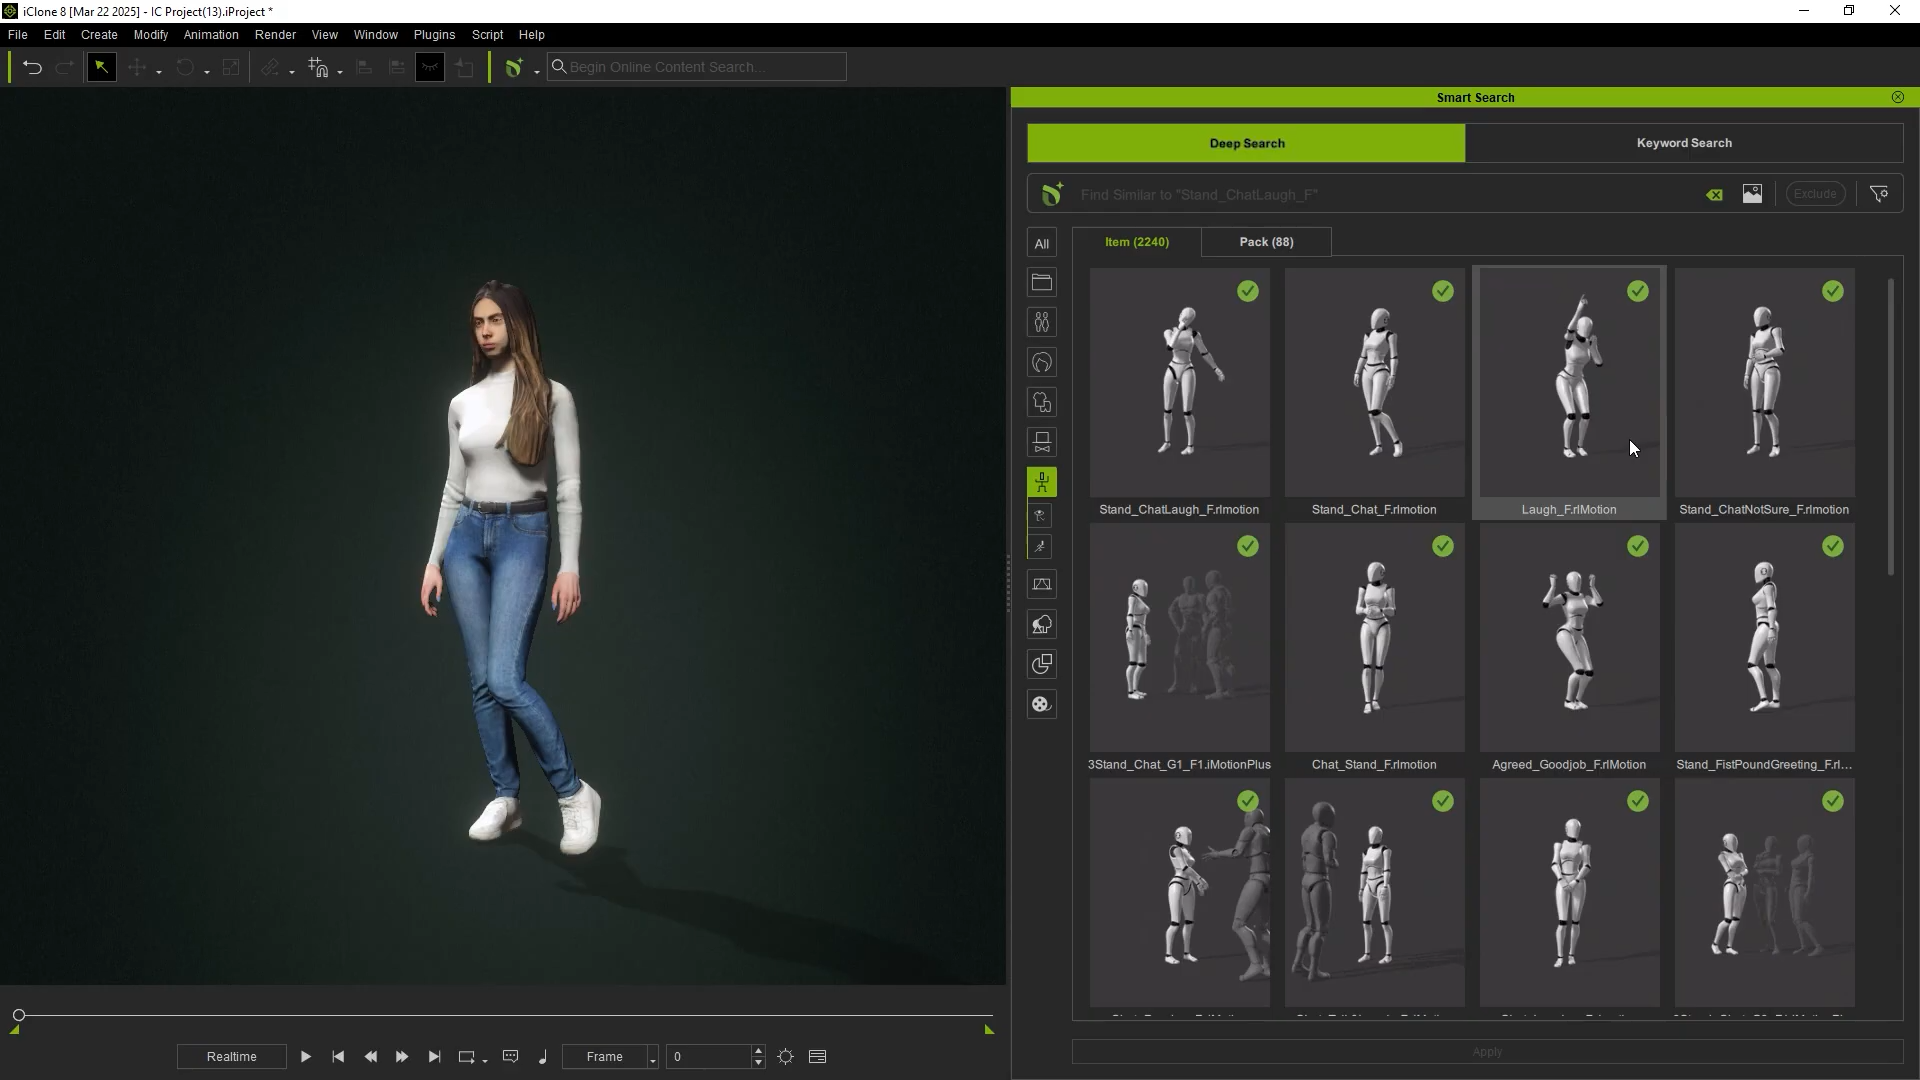 iClone 8 [Mar 22 2025] - IC Project(13).iProject *
File Edit Create Modify Animation Render View Window Plugins Script Help
Begin Online Content Search...
Smart Search
Deep Search
Keyword Search
Find Similar to "Stand_ChatLaugh_F"
Exclude
All
Item (2240)
Pack (88)
Stand_ChatLaugh_F.rlmotion
Stand_Chat_F.rlmotion
Laugh_F.rlMotion
Stand_ChatNotSure_F.rlmotion
3Stand_Chat_G1_F1.iMotionPlus
Chat_Stand_F.rlmotion
Agreed_Goodjob_F.rlMotion
Stand_FistPoundGreeting_F.rl...
Apply
Realtime
Frame
0